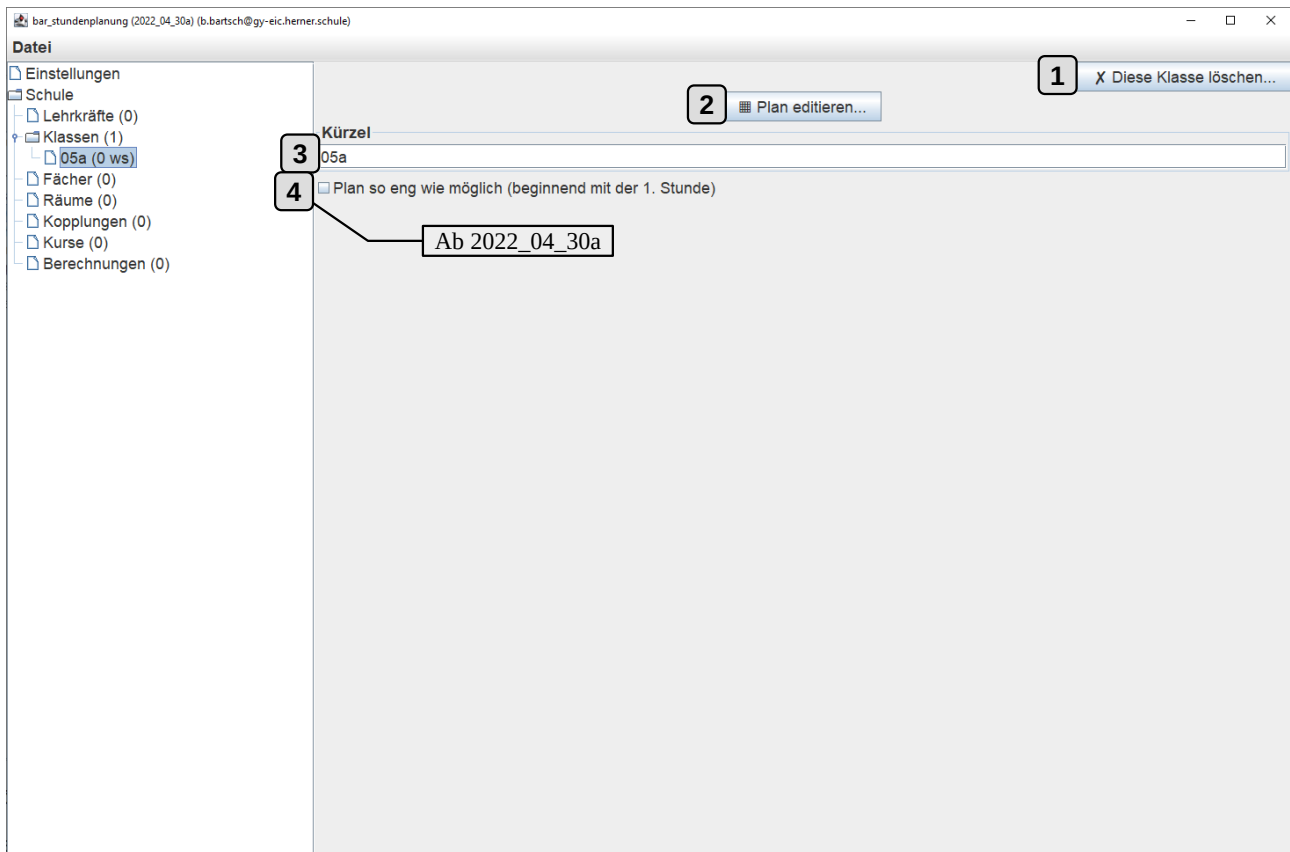 bar_stundenplanung (2022_04_30a) (b.bartsch@gy-eic.herner.schule)
Datei
Einstellungen
Schule
Lehrkräfte (0)
Klassen (1)
05a (0 ws)
Fächer (0)
Räume (0)
Kopplungen (0)
Kurse (0)
Berechnungen (0)
1
✗ Diese Klasse löschen...
2
Plan editieren...
Kürzel
3
05a
4
Plan so eng wie möglich (beginnend mit der 1. Stunde)
Ab 2022_04_30a